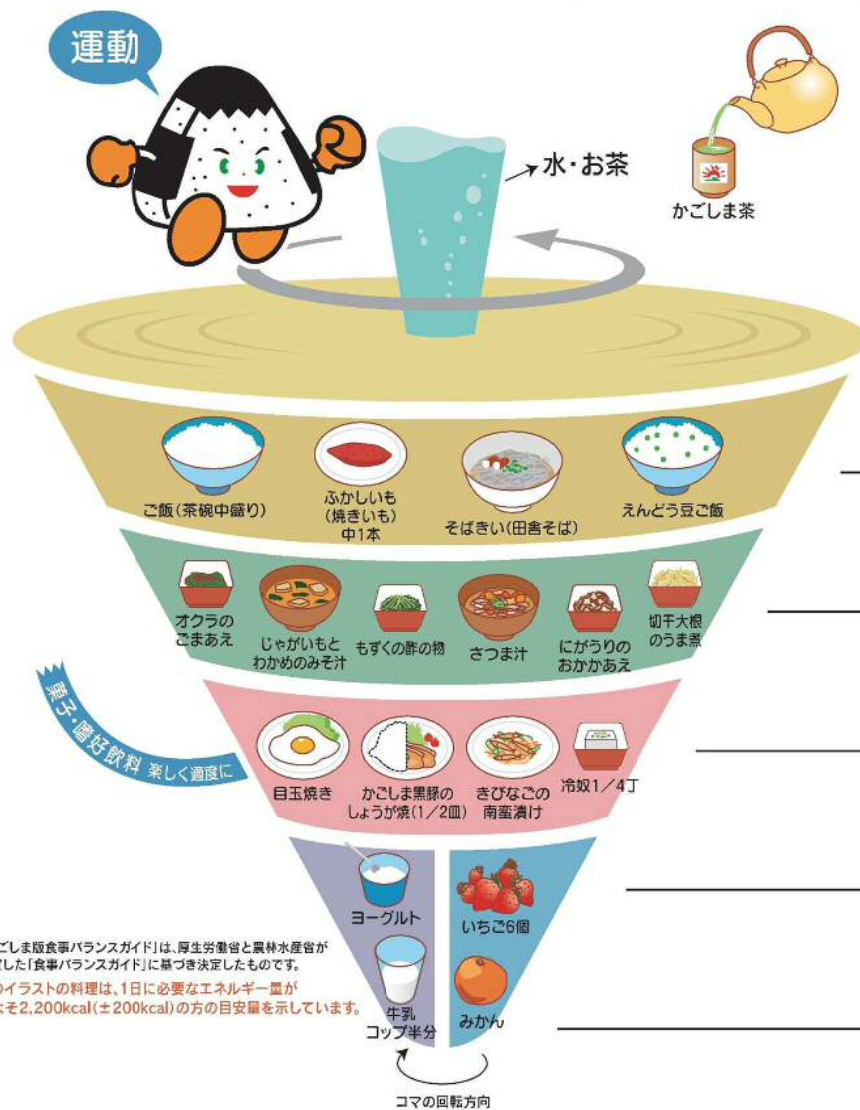 運動
水・お茶
かごしま茶
ご飯(茶碗中盛り)
ふかしいも
(焼きいも)
中1本
そばきい(田舎そば)
えんどう豆ご飯
オクラの
ごまあえ
じゃがいもと
わかめのみそ汁
もずくの酢の物
さつま汁
にがうりの
おかかあえ
切干大根
のうま煮
菓子・嗜好飲料 楽しく適度に
目玉焼き
かごしま黒豚の
しょうが焼(1/2皿)
きびなごの
南蛮漬け
冷奴1/4丁
ヨーグルト
いちご6個
牛乳
コップ半分
みかん
ごしま版食事バランスガイド」は、厚生労働省と農林水産省が
した「食事バランスガイド」に基づき決定したものです。
のイラストの料理は、1日に必要なエネルギー量が
よそ2,200kcal(±200kcal)の方の目安量を示しています。
コマの回転方向